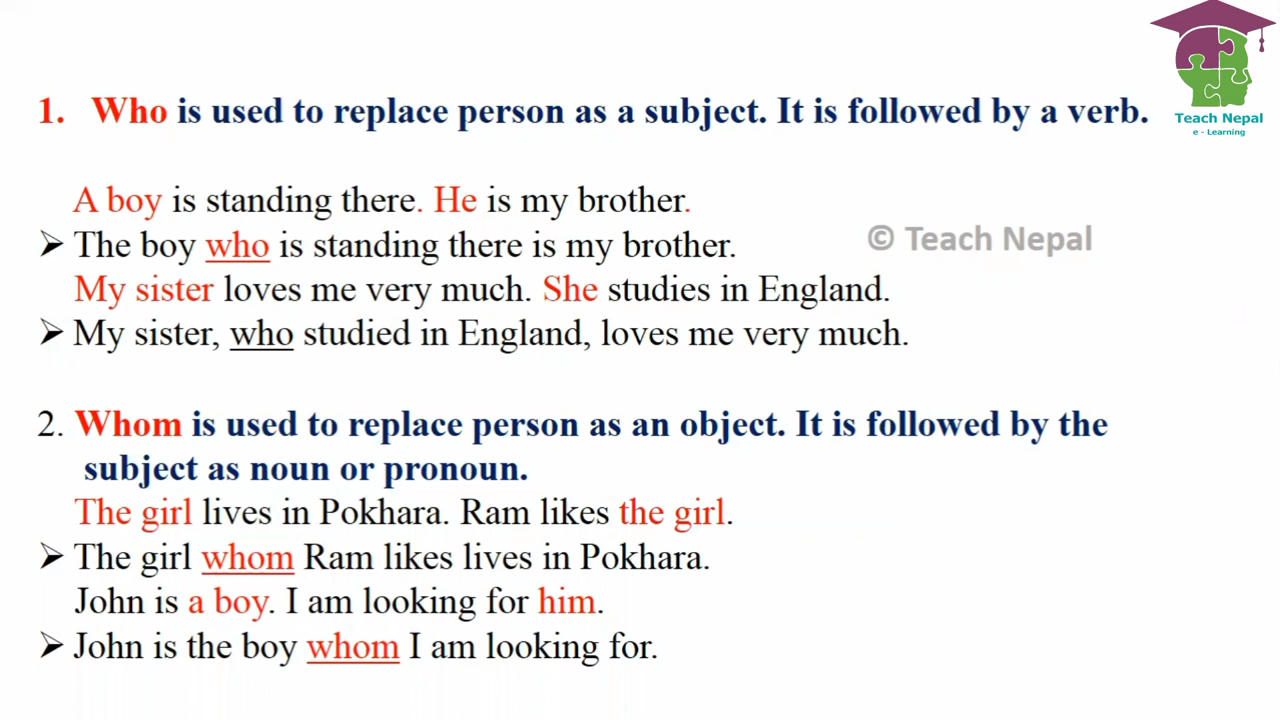 Teach Nepal
e - Learning
1. Who is used to replace person as a subject. It is followed by a verb.
A boy is standing there. He is my brother.
➢ The boy who is standing there is my brother.
© Teach Nepal
My sister loves me very much. She studies in England.
➢ My sister, who studied in England, loves me very much.
2. Whom is used to replace person as an object. It is followed by the
subject as noun or pronoun.
The girl lives in Pokhara. Ram likes the girl.
➢ The girl whom Ram likes lives in Pokhara.
John is a boy. I am looking for him.
➢ John is the boy whom I am looking for.